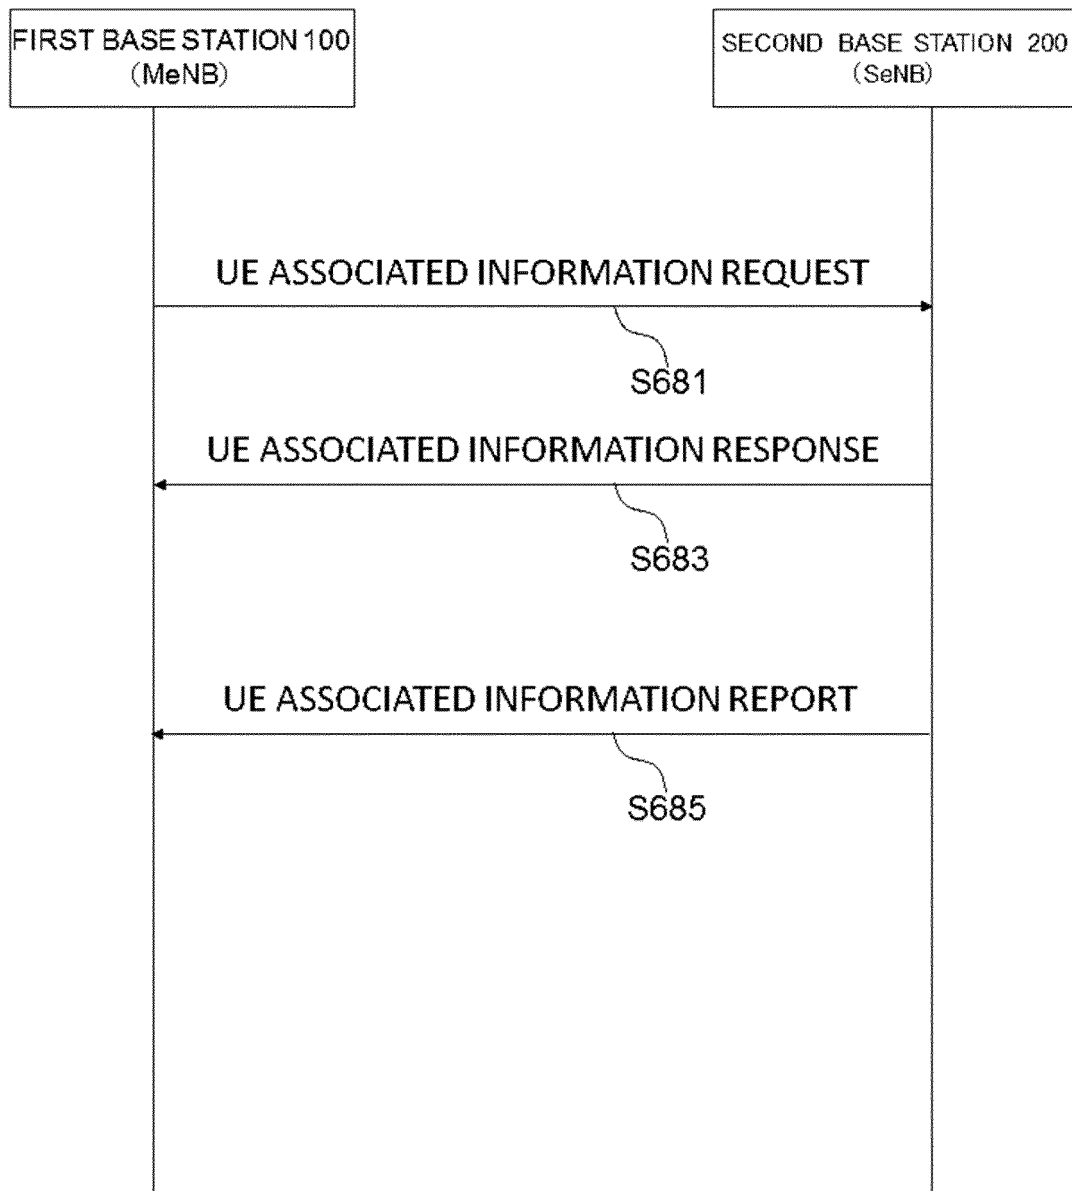 FIRST BASE STATION 100
(MeNB)
SECOND BASE STATION 200
(SeNB)
UE ASSOCIATED INFORMATION REQUEST
S681
UE ASSOCIATED INFORMATION RESPONSE
S683
UE ASSOCIATED INFORMATION REPORT
S685